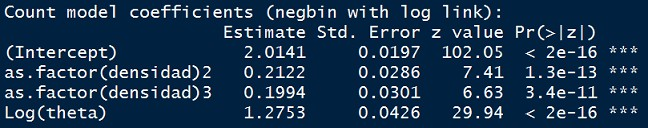 Count model coefficients (negbin with log link):
Estimate Std. Error z value Pr(>|z|)
(Intercept) 2.0141 0.0197 102.05 < 2e-16 ***
as.factor(densidad)2 0.2122 0.0286 7.41 1.3e-13 ***
as.factor(densidad)3 0.1994 0.0301 6.63 3.4e-11 ***
Log(theta) 1.2753 0.0426 29.94 < 2e-16 ***